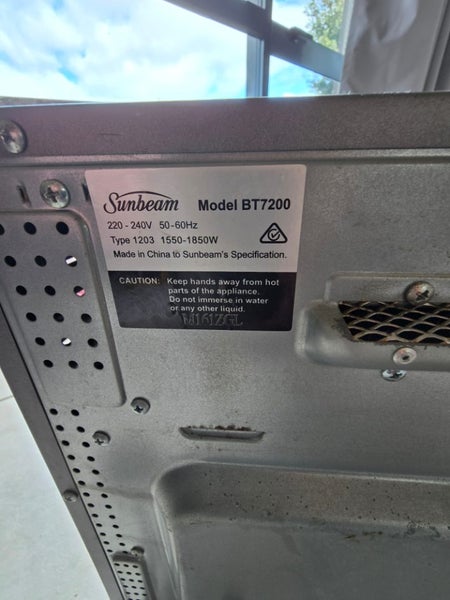 Sunbeam Model BT7200
220 - 240V 50-60Hz
Type 1203 1550-1850W
Made in China to Sunbeam's Specification.
CAUTION: Keep hands away from hot
parts of the appliance.
Do not immerse in water
or any other liquid.
M161ZGL